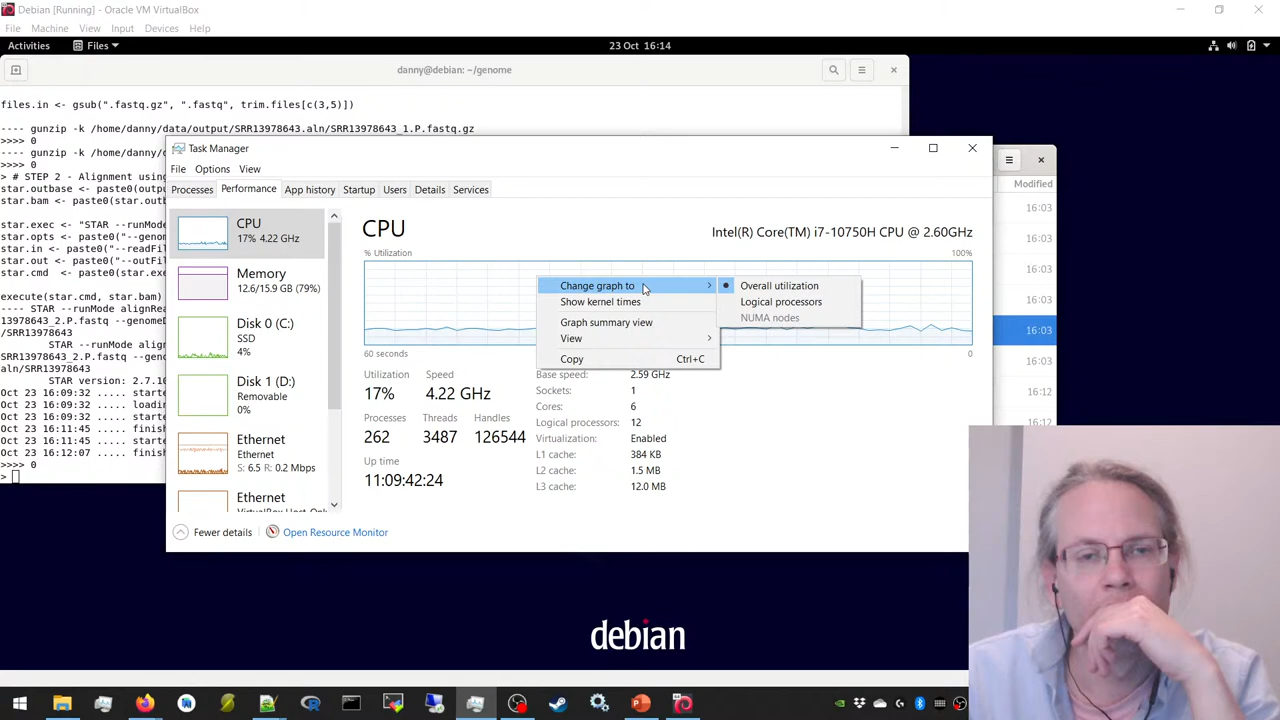 Debian [Running] - Oracle VM VirtualBox
File Machine View Input Devices Help
Activities Files 23 Oct 16:14
danny@debian: ~/genome
files.in <- gsub(".fastq.gz", ".fastq", trim.files[c(3,5)])
---- gunzip -k /home/danny/data/output/SRR13978643.aln/SRR13978643_1.P.fastq.gz
>>>> 0
---- gunzip -k /home/dann
>>>> 0
> # STEP 2 - Alignment using
star.outbase <- paste0(outp
star.bam <- paste0(star.outb
star.exec <- "STAR --runMode
star.opts <- paste0("--geno
star.in <- paste0("--readFi
star.out <- paste0("--outFi
star.cmd <- paste0(star.exe
execute(star.cmd, star.bam)
---- STAR --runMode alignRea
13978643_2.P.fastq --genomeD
aln/SRR13978643
STAR --runMode alig
SRR13978643_2.P.fastq --geno
aln/SRR13978643
STAR version: 2.7.10
Oct 23 16:09:32 ..... starte
Oct 23 16:09:32 ..... loadin
Oct 23 16:09:32 ..... starte
Oct 23 16:11:45 ..... finish
Oct 23 16:11:45 ..... starte
Oct 23 16:12:07 ..... finish
>>>> 0
>
Task Manager
File Options View
Processes Performance App history Startup Users Details Services
CPU
17% 4.22 GHz
Memory
12.6/15.9 GB (79%)
Disk 0 (C:)
SSD
4%
Disk 1 (D:)
Removable
0%
Ethernet
Ethernet
S: 6.5 R: 0.2 Mbps
Ethernet
VirtualBox Host-Onl
CPU
Intel(R) Core(TM) i7-10750H CPU @ 2.60GHz
% Utilization 100%
Change graph to
Show kernel times
Graph summary view
View
Copy Ctrl+C
Overall utilization
Logical processors
NUMA nodes
60 seconds 0
Utilization Speed
17% 4.22 GHz
Processes Threads Handles
262 3487 126544
Up time
11:09:42:24
Base speed: 2.59 GHz
Sockets: 1
Cores: 6
Logical processors: 12
Virtualization: Enabled
L1 cache: 384 KB
L2 cache: 1.5 MB
L3 cache: 12.0 MB
Fewer details Open Resource Monitor
Modified
16:03
16:03
16:03
16:03
16:03
16:12
16:12
debian